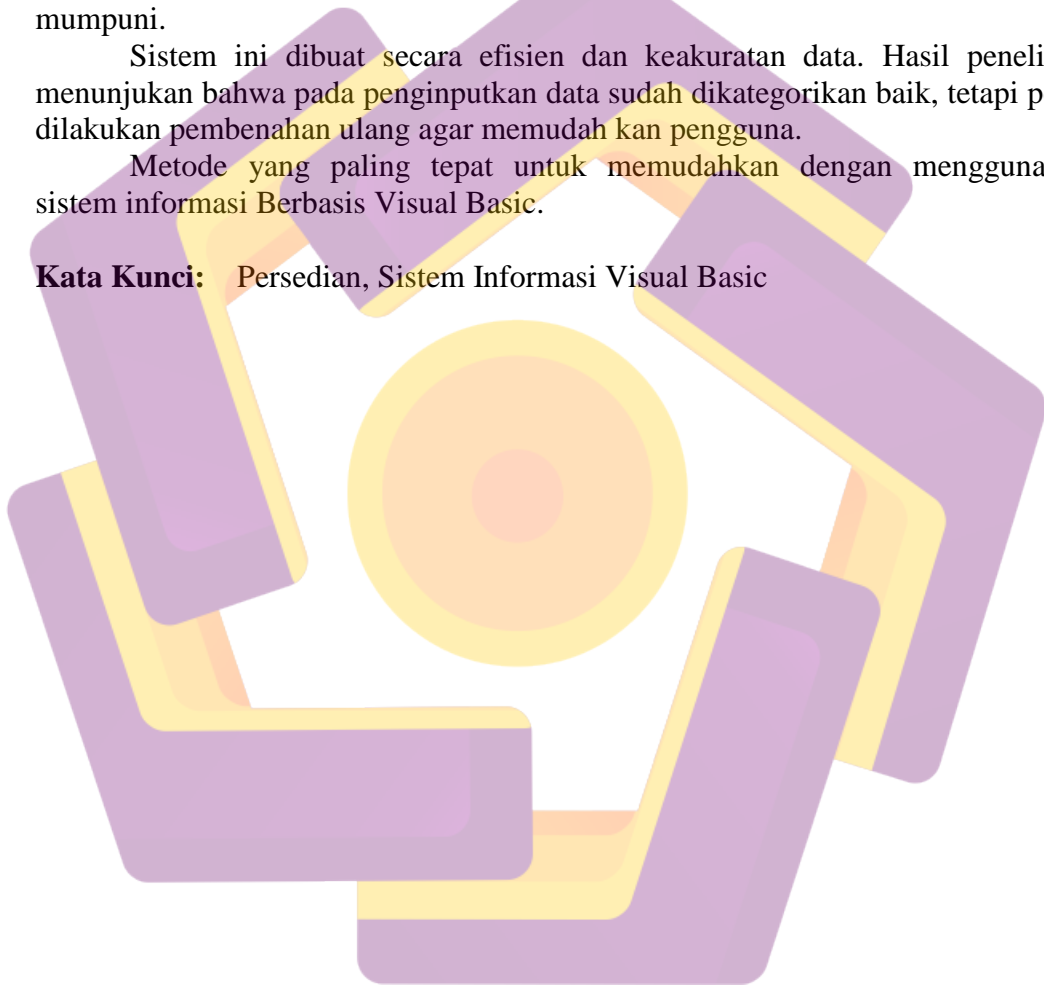 mumpuni.
Sistem ini dibuat secara efisien dan keakuratan data. Hasil peneli
menunjukan bahwa pada penginputkan data sudah dikategorikan baik, tetapi p
dilakukan pembenahan ulang agar memudah kan pengguna.
Metode yang paling tepat untuk memudahkan dengan mengguna
sistem informasi Berbasis Visual Basic.
Kata Kunci: Persedian, Sistem Informasi Visual Basic